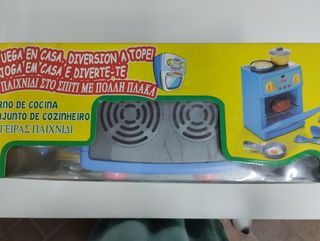 JUEGA EN CASA, DIVERSION A TOPE!
JOGA EM CASA E DIVERTE-TE
ΠΑΙΧΝΙΔΙ ΣΤΟ ΣΠΙΤΙ ΜΕ ΠΟΛΛΗ ΠΛΑΚΑ
RNO DE COCINA
NJUNTO DE COZINHEIRO
ΓΕΙΡΑΣ ΠΑΙΧΝΙΔΙ